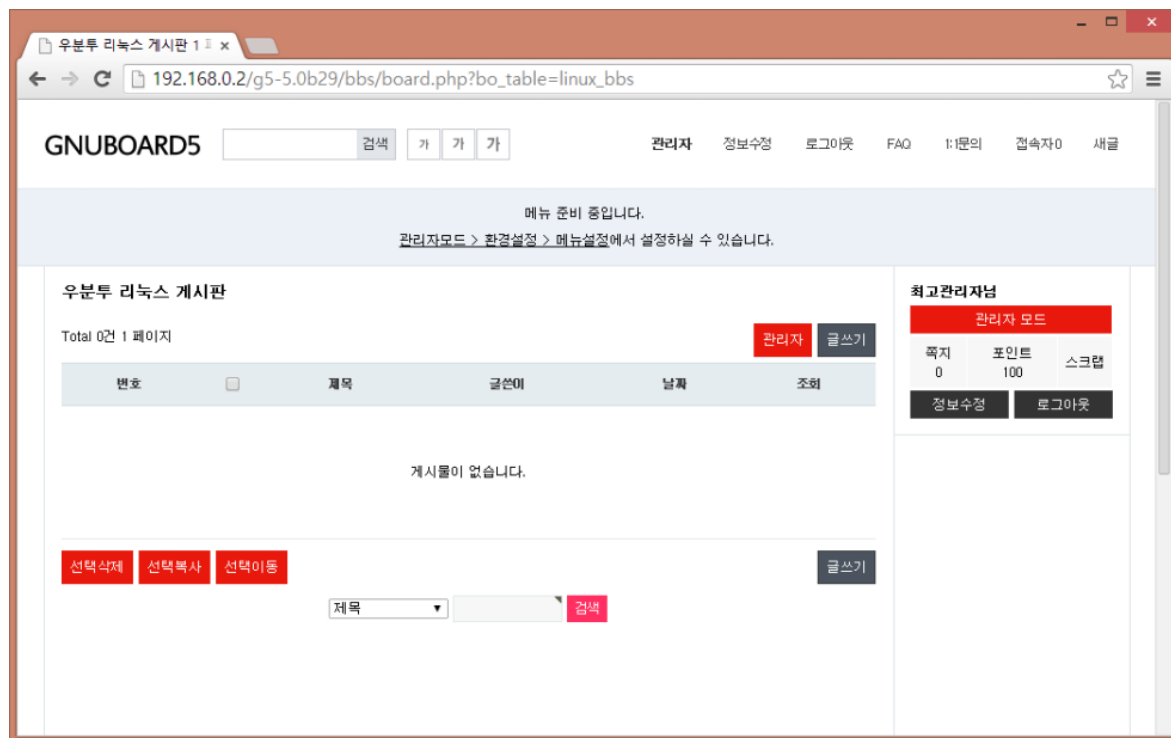 우분투 리눅스 게시판 1
192.168.0.2/g5-5.0b29/bbs/board.php?bo_table=linux_bbs
GNUBOARD5 검색 가 가 가 관리자 정보수정 로그아웃 FAQ 1:1문의 접속자0 새글
메뉴 준비 중입니다.
관리자모드 > 환경설정 > 메뉴설정에서 설정하실 수 있습니다.
우분투 리눅스 게시판
Total 0건 1 페이지
관리자 글쓰기
번호 제목 글쓴이 날짜 조회
게시물이 없습니다.
선택삭제 선택복사 선택이동 글쓰기
제목 검색
최고관리자님
관리자 모드
쪽지 포인트 스크랩
0 100
정보수정 로그아웃